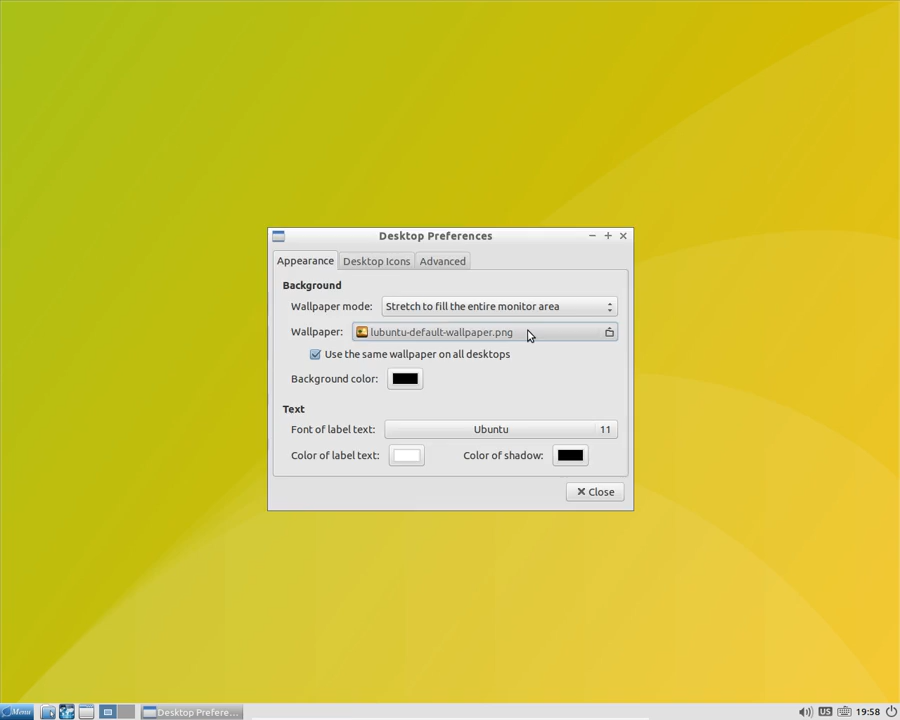 Desktop Preferences
Appearance Desktop Icons Advanced
Background
Wallpaper mode: Stretch to fill the entire monitor area
Wallpaper: lubuntu-default-wallpaper.png
Use the same wallpaper on all desktops
Background color:
Text
Font of label text: Ubuntu 11
Color of label text: Color of shadow:
Close
Menu Desktop Prefere... US 19:58